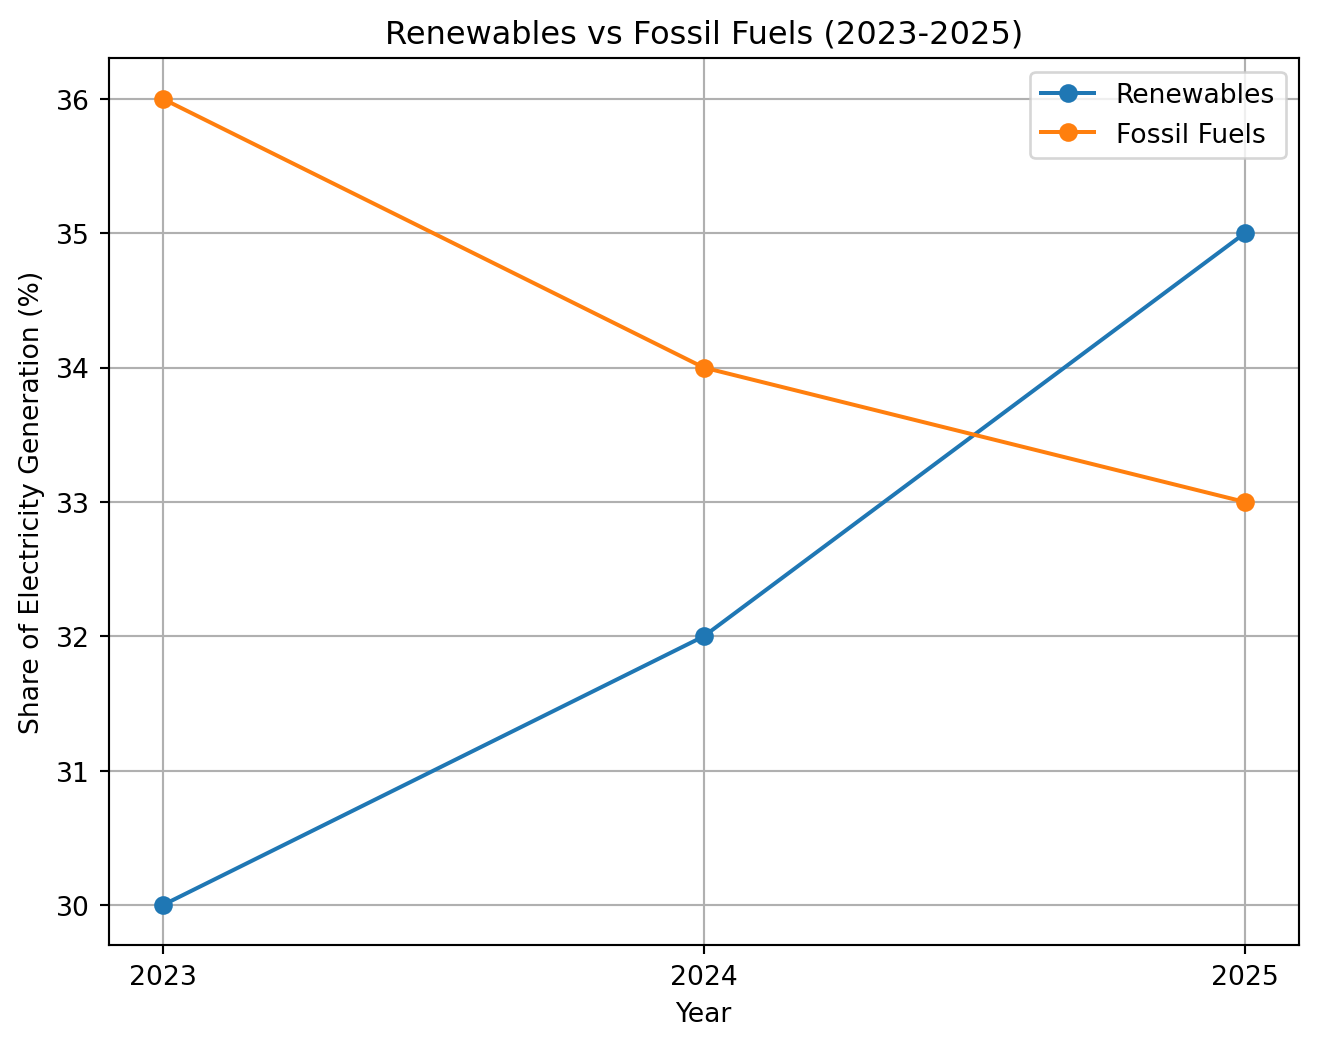 Renewables vs Fossil Fuels (2023-2025)
Renewables
Fossil Fuels
Share of Electricity Generation (%)
36
35
34
33
32
31
30
2023 2024 2025
Year